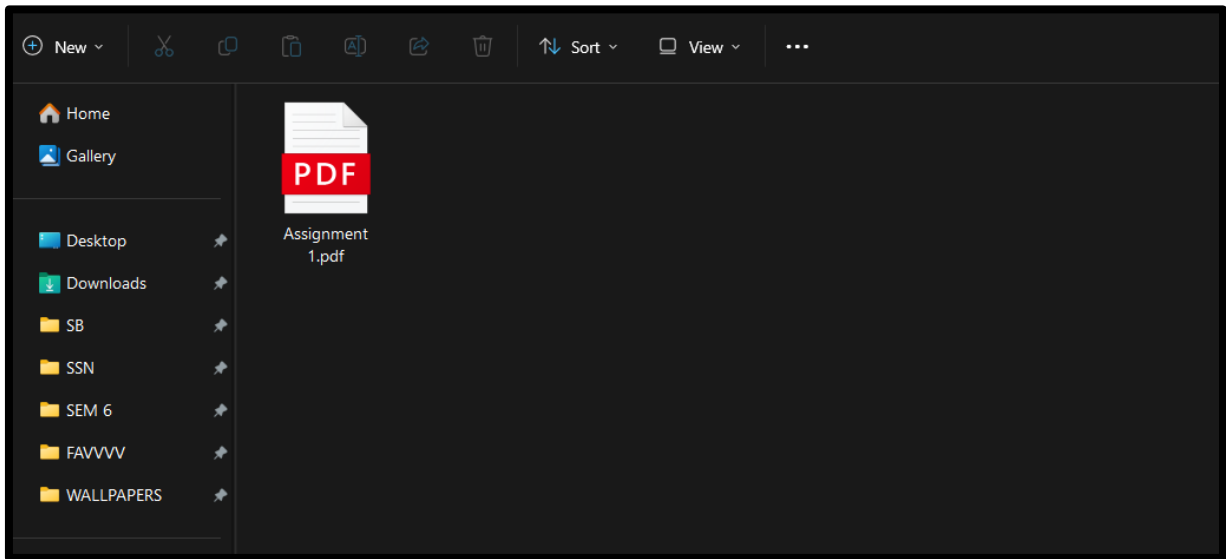 New
Sort
View
Home
Gallery
PDF
Assignment
1.pdf
Desktop
Downloads
SB
SSN
SEM 6
FAVVVV
WALLPAPERS